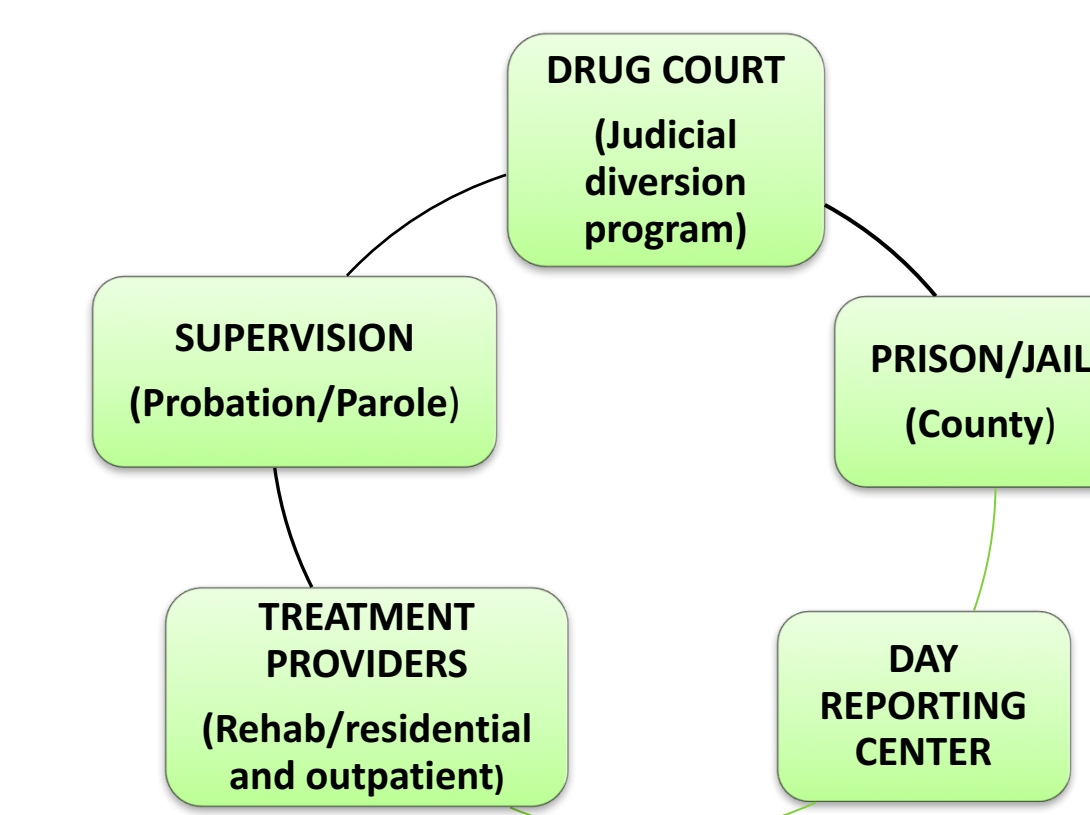 DRUG COURT
(Judicial
diversion
program)
SUPERVISION
(Probation/Parole)
PRISON/JAIL
(County)
TREATMENT
PROVIDERS
(Rehab/residential
and outpatient)
DAY
REPORTING
CENTER